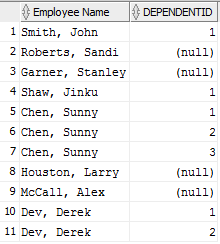 Employee Name DEPENDENTID
1 Smith, John 1
2 Roberts, Sandi (null)
3 Garner, Stanley (null)
4 Shaw, Jinku 1
5 Chen, Sunny 1
6 Chen, Sunny 2
7 Chen, Sunny 3
8 Houston, Larry (null)
9 McCall, Alex (null)
10 Dev, Derek 1
11 Dev, Derek 2